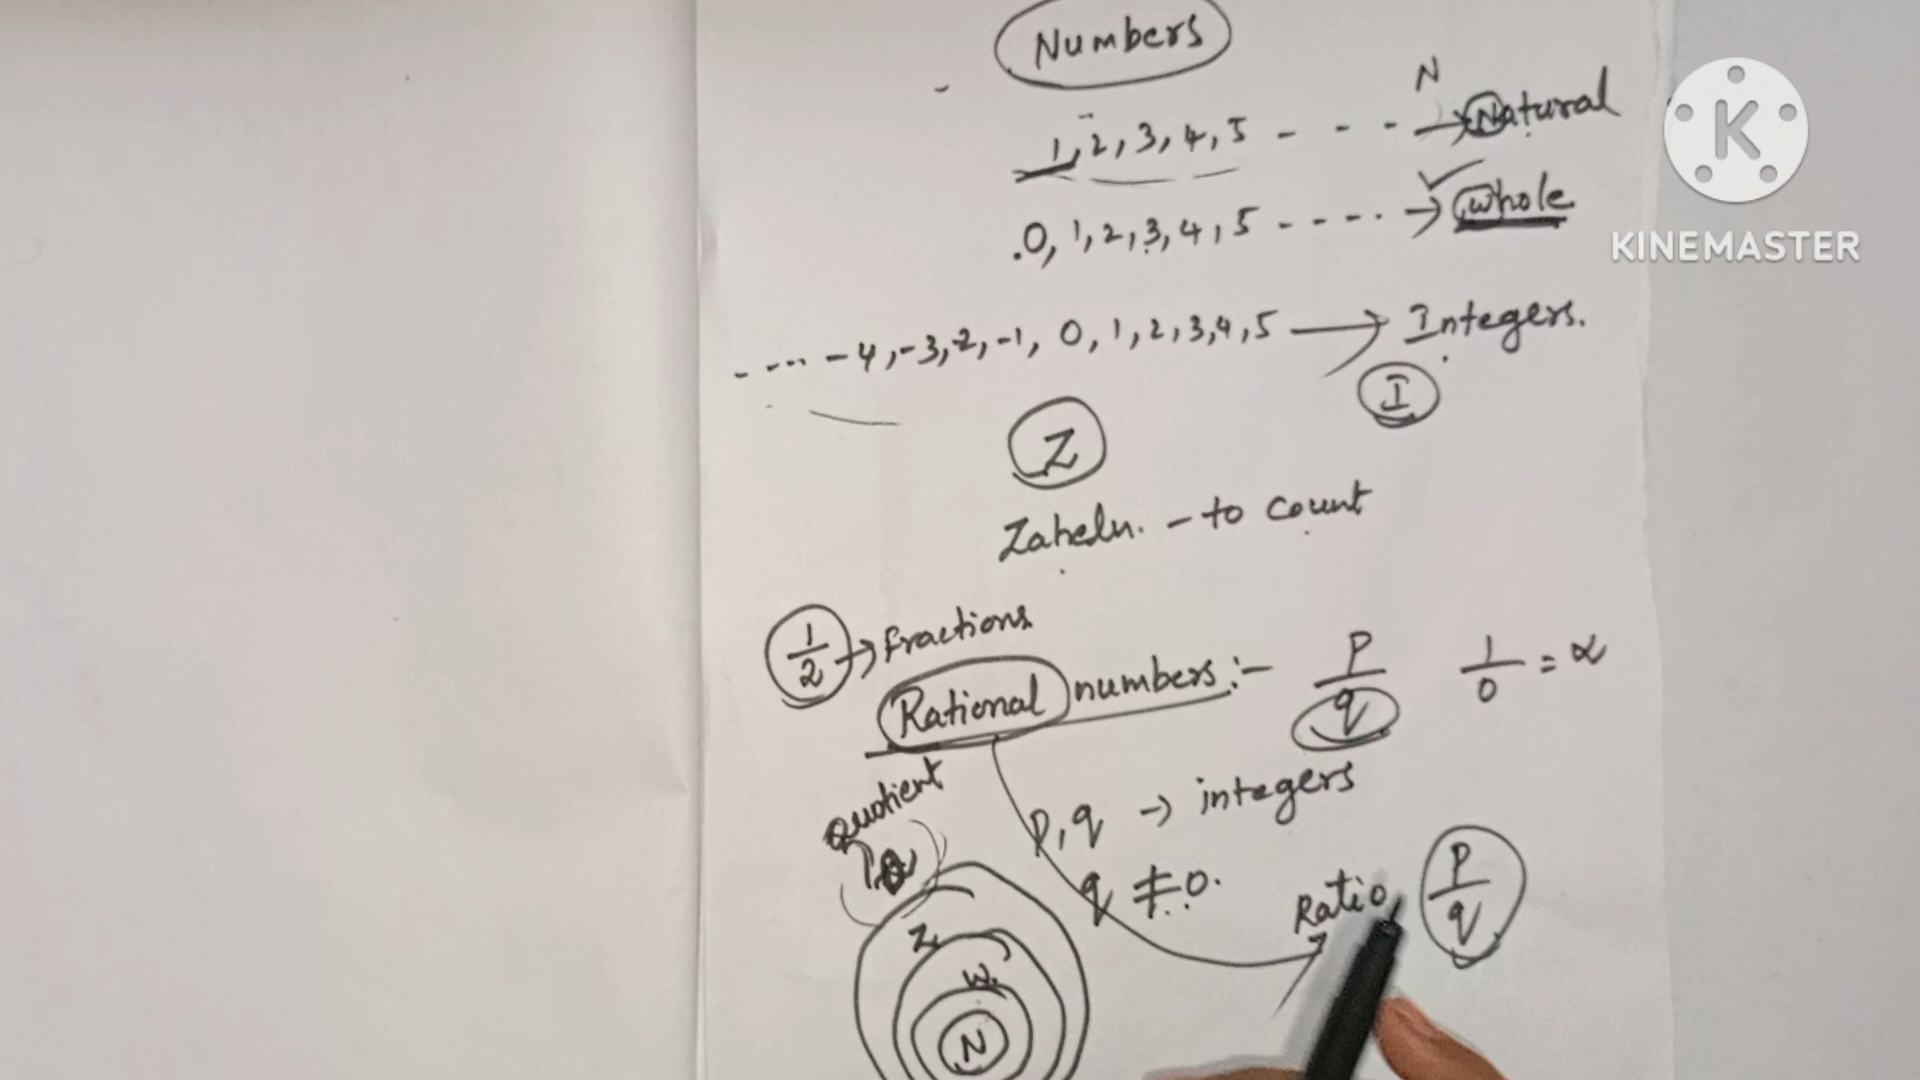 Numbers
N
1, 2, 3, 4, 5 - - - → Natural
0, 1, 2, 3, 4, 5 - - - - → Whole
- --- -4, -3, -2, -1, 0, 1, 2, 3, 4, 5 → Integers.
I
Z
Zaheln. - to count
1/2 → fractions
Rational numbers :- P/q 1/0 = α
Quotient
P, q → integers
q ≠ 0.
Ratio P/q
Q
Z
W
N
K
KINEMASTER